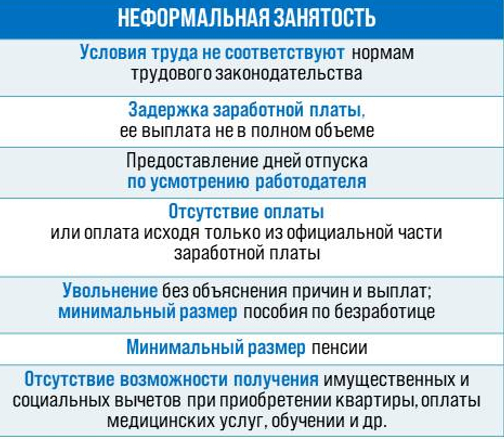 НЕФОРМАЛЬНАЯ ЗАНЯТОСТЬ
Условия труда не соответствуют нормам
трудового законодательства
Задержка заработной платы,
ее выплата не в полном объеме
Предоставление дней отпуска
по усмотрению работодателя
Отсутствие оплаты
или оплата исходя только из официальной части
заработной платы
Увольнение без объяснения причин и выплат;
минимальный размер пособия по безработице
Минимальный размер пенсии
Отсутствие возможности получения имущественных и
социальных вычетов при приобретении квартиры, оплаты
медицинских услуг, обучении и др.